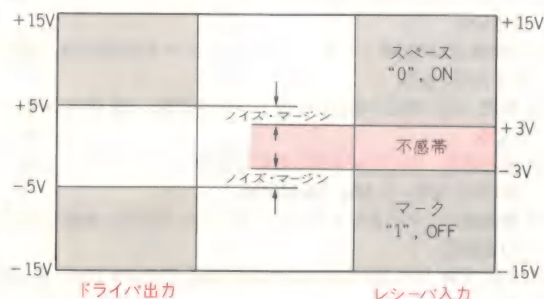 +15V
+15V
スペース
"0", ON
+5V
ノイズ・マージン
+3V
不感帯
-3V
ノイズ・マージン
-5V
マーク
"1", OFF
-15V
-15V
ドライバ出力
レシーバ入力